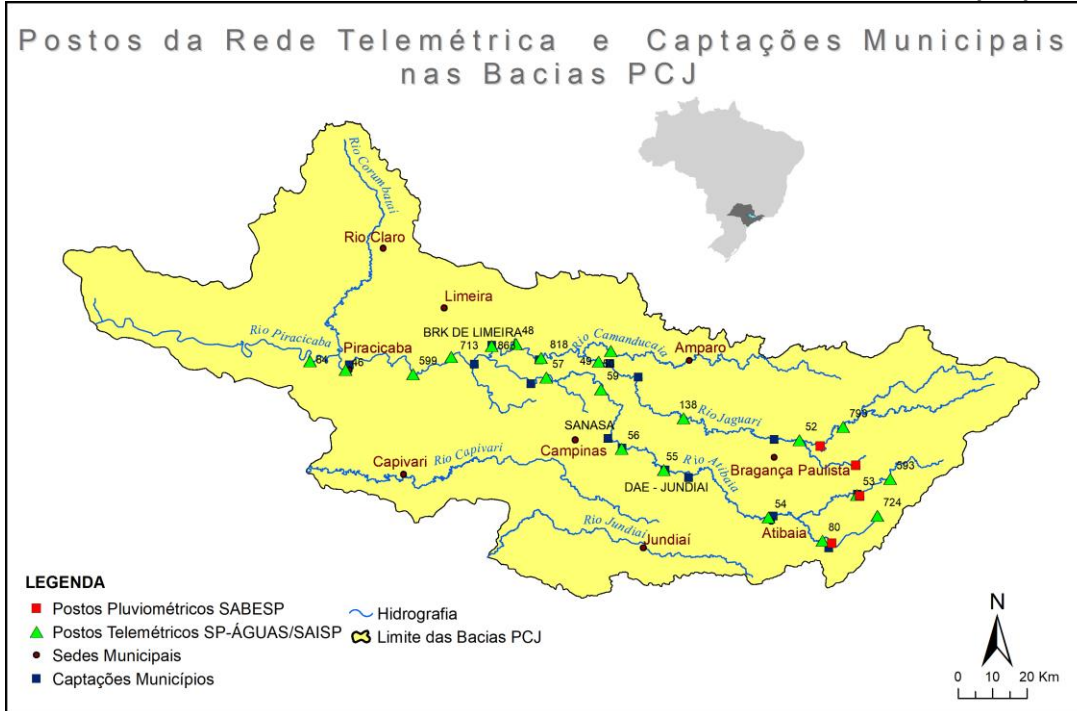 Postos da Rede Telemétrica e Captações Municipais
nas Bacias PCJ
Rio Corumbataí
Rio Claro
Limeira
BRK DE LIMEIRA
48
Rio Piracicaba
Piracicaba
713
866
818
Rio Camanducaia
Amparo
84
46
599
57
49
59
138
Rio Jaguari
52
798
SANASA
Campinas
56
Capivari
Rio Capivari
55
Rio Atibaia
Bragança Paulista
593
DAE - JUNDIAI
53
724
54
Atibaia
80
Rio Jundiaí
Jundiaí
LEGENDA
Postos Pluviométricos SABESP
Postos Telemétricos SP-ÁGUAS/SAISP
Sedes Municipais
Captações Municípios
Hidrografia
Limite das Bacias PCJ
N
0 10 20 Km